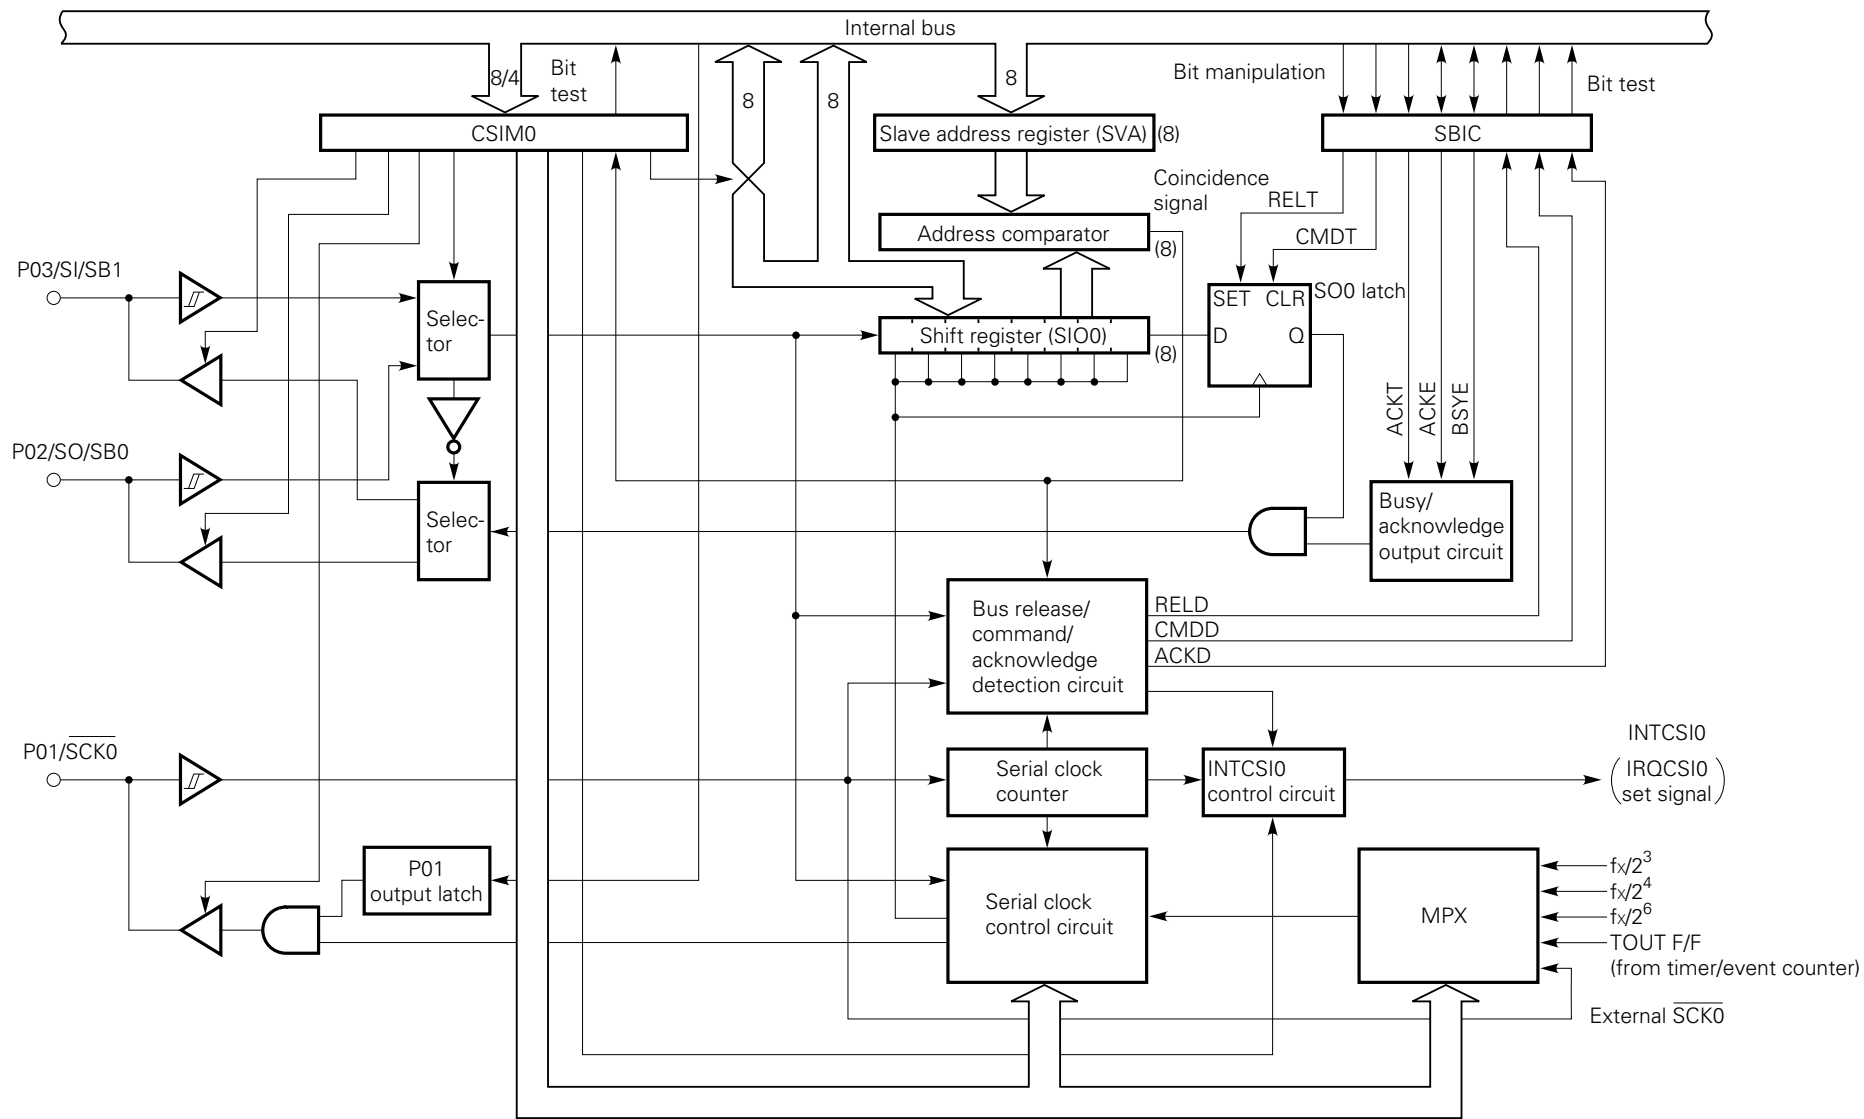 Internal bus
8/4
Bit
test
8
8
8
Bit manipulation
Bit test
CSIM0
Slave address register (SVA)
(8)
SBIC
Coincidence
signal
RELT
Address comparator
(8)
CMDT
P03/SI/SB1
Selec-
tor
SET
CLR
SO0 latch
Shift register (SIO0)
(8)
D
Q
ACKT
ACKE
BSYE
P02/SO/SB0
Selec-
tor
Busy/
acknowledge
output circuit
Bus release/
command/
acknowledge
detection circuit
RELD
CMDD
ACKD
P01/SCK0
Serial clock
counter
INTCSI0
control circuit
INTCSI0
(IRQCSI0
set signal)
P01
output latch
Serial clock
control circuit
MPX
fX/2³
fX/2⁴
fX/2⁶
TOUT F/F
(from timer/event counter)
External SCK0